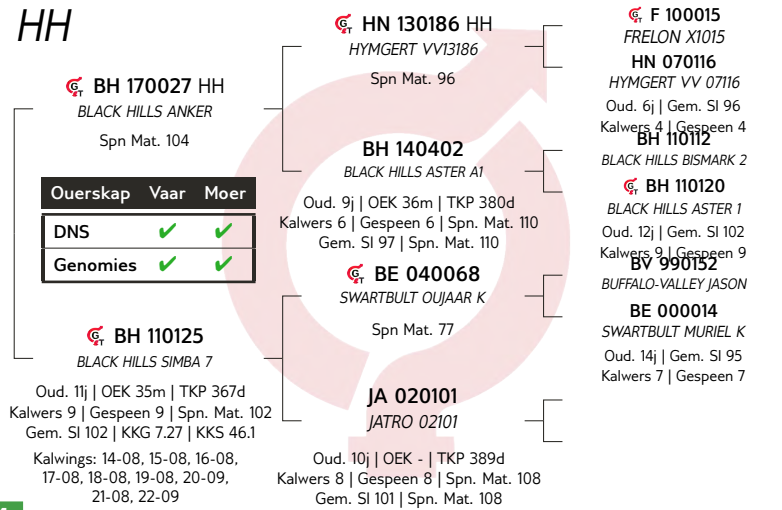 HH
GT BH 170027 HH
BLACK HILLS ANKER
Spn Mat. 104
Ouerskap Vaar Moer
DNS ✔ ✔
Genomies ✔ ✔
GT BH 110125
BLACK HILLS SIMBA 7
Oud. 11j | OEK 35m | TKP 367d
Kalwers 9 | Gespeen 9 | Spn. Mat. 102
Gem. SI 102 | KKG 7.27 | KKS 46.1
Kalwings: 14-08, 15-08, 16-08,
17-08, 18-08, 19-08, 20-09,
21-08, 22-09
GT HN 130186 HH
HYMGERT VV13186
Spn Mat. 96
BH 140402
BLACK HILLS ASTER A1
Oud. 9j | OEK 36m | TKP 380d
Kalwers 6 | Gespeen 6 | Spn. Mat. 110
Gem. SI 97 | Spn. Mat. 110
GT BE 040068
SWARTBULT OUJAAR K
Spn Mat. 77
JA 020101
JATRO 02101
Oud. 10j | OEK - | TKP 389d
Kalwers 8 | Gespeen 8 | Spn. Mat. 108
Gem. SI 101 | Spn. Mat. 108
GT F 100015
FRELON X1015
HN 070116
HYMGERT VV 07116
Oud. 6j | Gem. SI 96
Kalwers 4 | Gespeen 4
BH 110112
BLACK HILLS BISMARK 2
GT BH 110120
BLACK HILLS ASTER 1
Oud. 12j | Gem. SI 102
Kalwers 9 | Gespeen 9
BV 990152
BUFFALO-VALLEY JASON
BE 000014
SWARTBULT MURIEL K
Oud. 14j | Gem. SI 95
Kalwers 7 | Gespeen 7